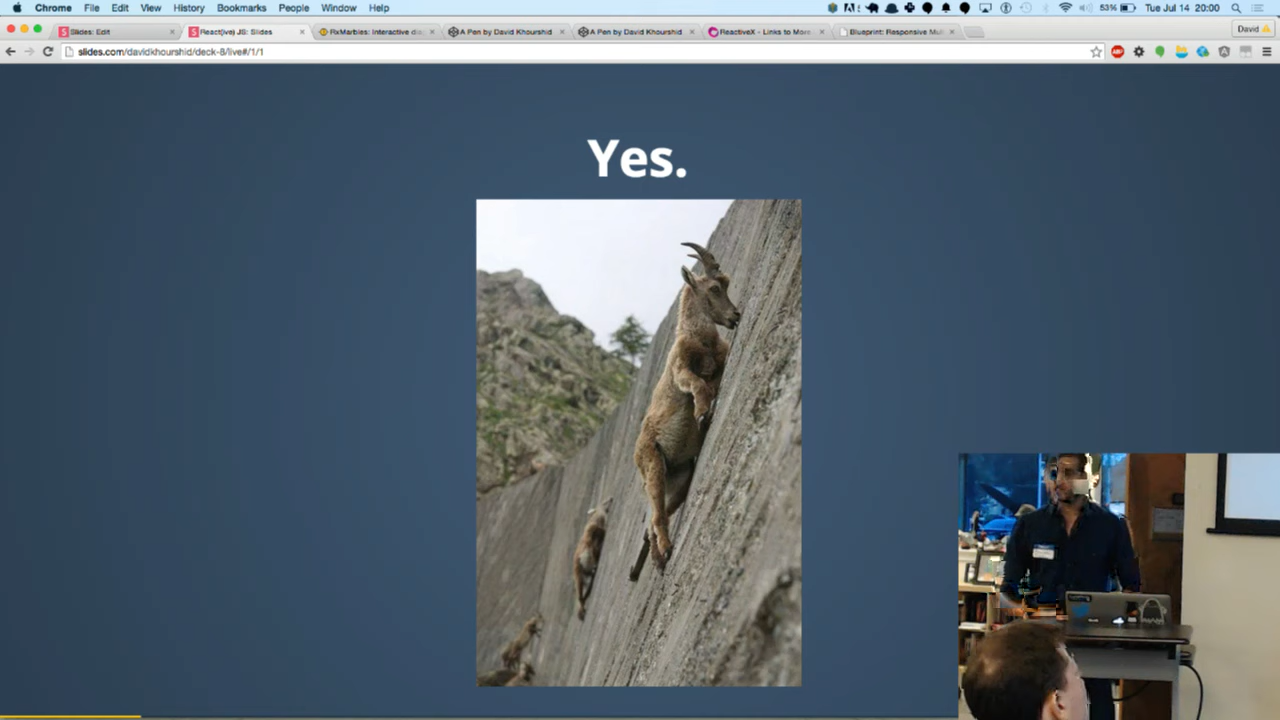 Chrome File Edit View History Bookmarks People Window Help
53% Tue Jul 14 20:00
Slides: Edit
React(ive) JS: Slides
RxMarbles: Interactive dia
A Pen by David Khourshid
A Pen by David Khourshid
ReactiveX - Links to More
Blueprint: Responsive Mul
David
slides.com/davidkhourshid/deck-8/live#/1/1
ABP
Yes.